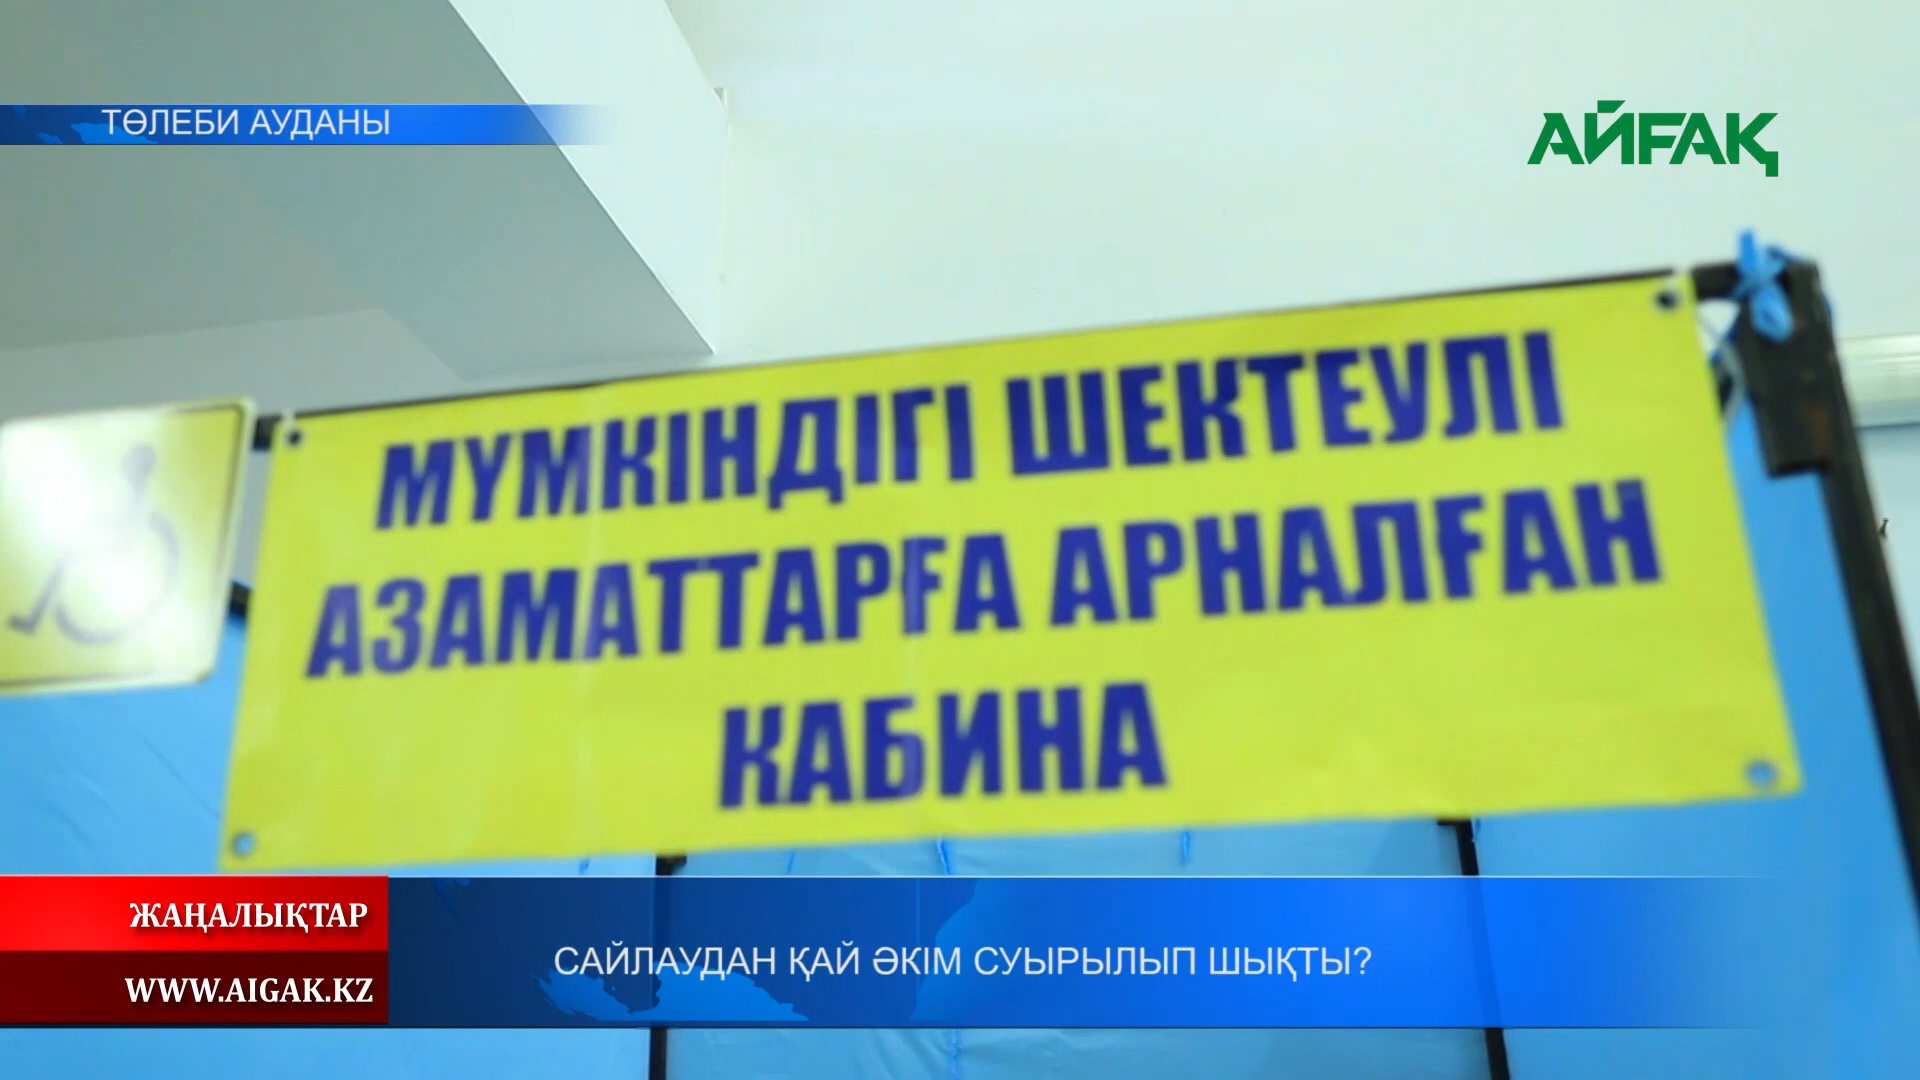 ТӨЛЕБИ АУДАНЫ
АЙҒАҚ
МҮМКІНДІГІ ШЕКТЕУЛІ
АЗАМАТТАРҒА АРНАЛҒАН
КАБИНА
ЖАҢАЛЫҚТАР
WWW.AIGAK.KZ
САЙЛАУДАН ҚАЙ ӘКІМ СУЫРЫЛЫП ШЫҚТЫ?